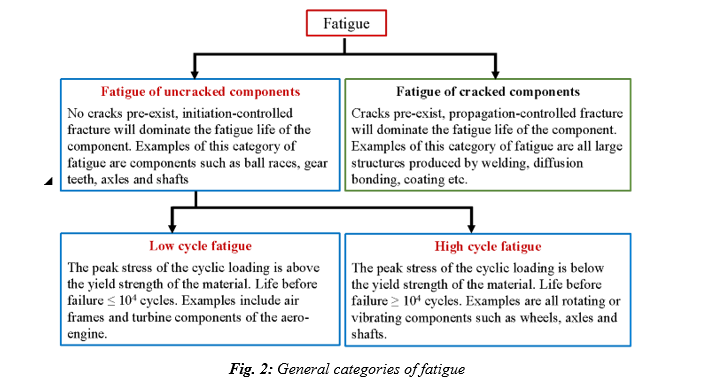 Fatigue
Fatigue of uncracked components
No cracks pre-exist, initiation-controlled
fracture will dominate the fatigue life of the
component. Examples of this category of
fatigue are components such as ball races, gear
teeth, axles and shafts
Fatigue of cracked components
Cracks pre-exist, propagation-controlled fracture
will dominate the fatigue life of the component.
Examples of this category of fatigue are all large
structures produced by welding, diffusion
bonding, coating etc.
Low cycle fatigue
The peak stress of the cyclic loading is above
the yield strength of the material. Life before
failure ≤ 10⁴ cycles. Examples include air
frames and turbine components of the aero-
engine.
High cycle fatigue
The peak stress of the cyclic loading is below
the yield strength of the material. Life before
failure ≥ 10⁴ cycles. Examples are all rotating or
vibrating components such as wheels, axles and
shafts.
Fig. 2: General categories of fatigue